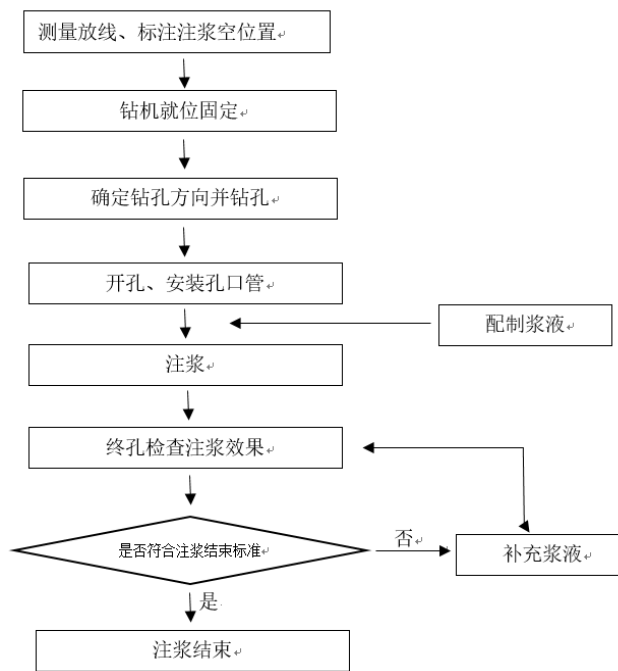 测量放线、标注注浆空位置
钻机就位固定
确定钻孔方向并钻孔
开孔、安装孔口管
配制浆液
注浆
终孔检查注浆效果
是否符合注浆结束标准
否
补充浆液
是
注浆结束